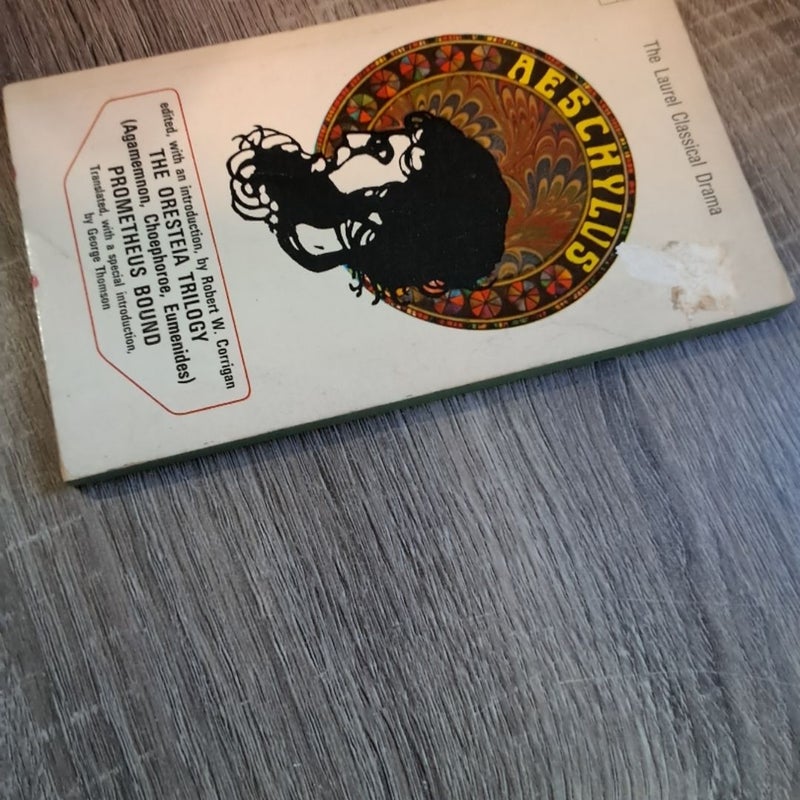 The Laurel Classical Drama
AESCHYLUS
edited, with an introduction, by Robert W. Corrigan
THE ORESTEIA TRILOGY
(Agamemnon, Choephoroe, Eumenides)
PROMETHEUS BOUND
Translated, with a special introduction,
by George Thomson